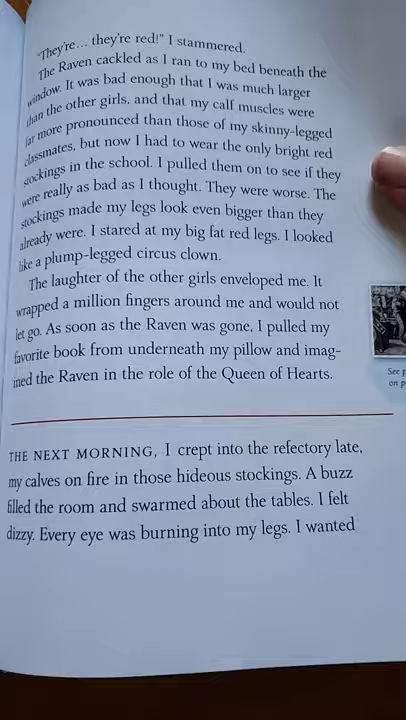 "They're... they're red!" I stammered.
The Raven cackled as I ran to my bed beneath the
window. It was bad enough that I was much larger
than the other girls, and that my calf muscles were
far more pronounced than those of my skinny-legged
classmates, but now I had to wear the only bright red
stockings in the school. I pulled them on to see if they
were really as bad as I thought. They were worse. The
stockings made my legs look even bigger than they
already were. I stared at my big fat red legs. I looked
like a plump-legged circus clown.
The laughter of the other girls enveloped me. It
wrapped a million fingers around me and would not
let go. As soon as the Raven was gone, I pulled my
favorite book from underneath my pillow and imag-
ined the Raven in the role of the Queen of Hearts.
THE NEXT MORNING, I crept into the refectory late,
my calves on fire in those hideous stockings. A buzz
filled the room and swarmed about the tables. I felt
dizzy. Every eye was burning into my legs. I wanted
See
on